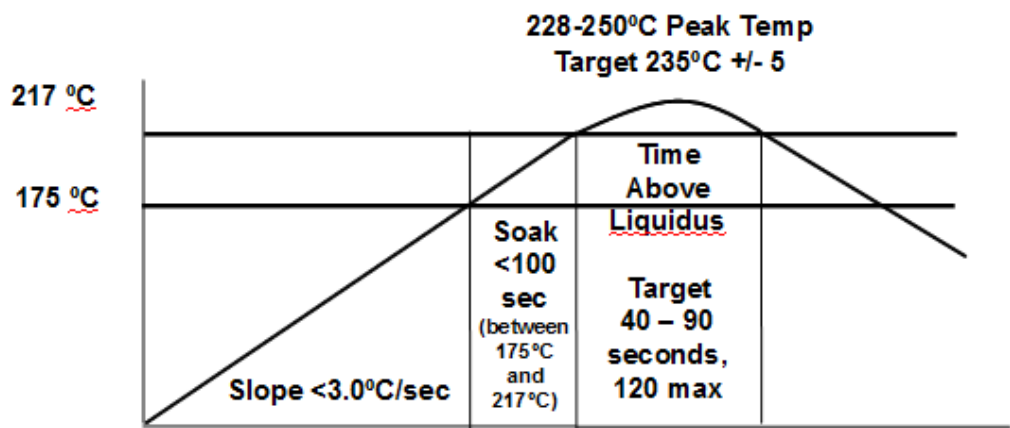 228-250⁰C Peak Temp
Target 235⁰C +/- 5
217 ⁰C
175 ⁰C
Time
Above
Liquidus
Target
40 – 90
seconds,
120 max
Soak
<100
sec
(between
175⁰C
and
217⁰C)
Slope <3.0⁰C/sec